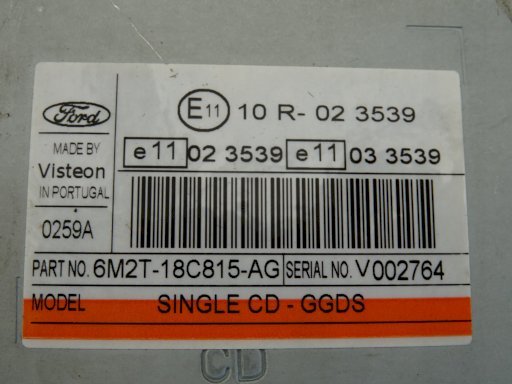 Ford
E11 10 R- 02 3539
MADE BY
Visteon
IN PORTUGAL
e11 02 3539 e11 03 3539
0259A
PART NO. 6M2T-18C815-AG SERIAL NO. V002764
MODEL SINGLE CD - GGDS
CD